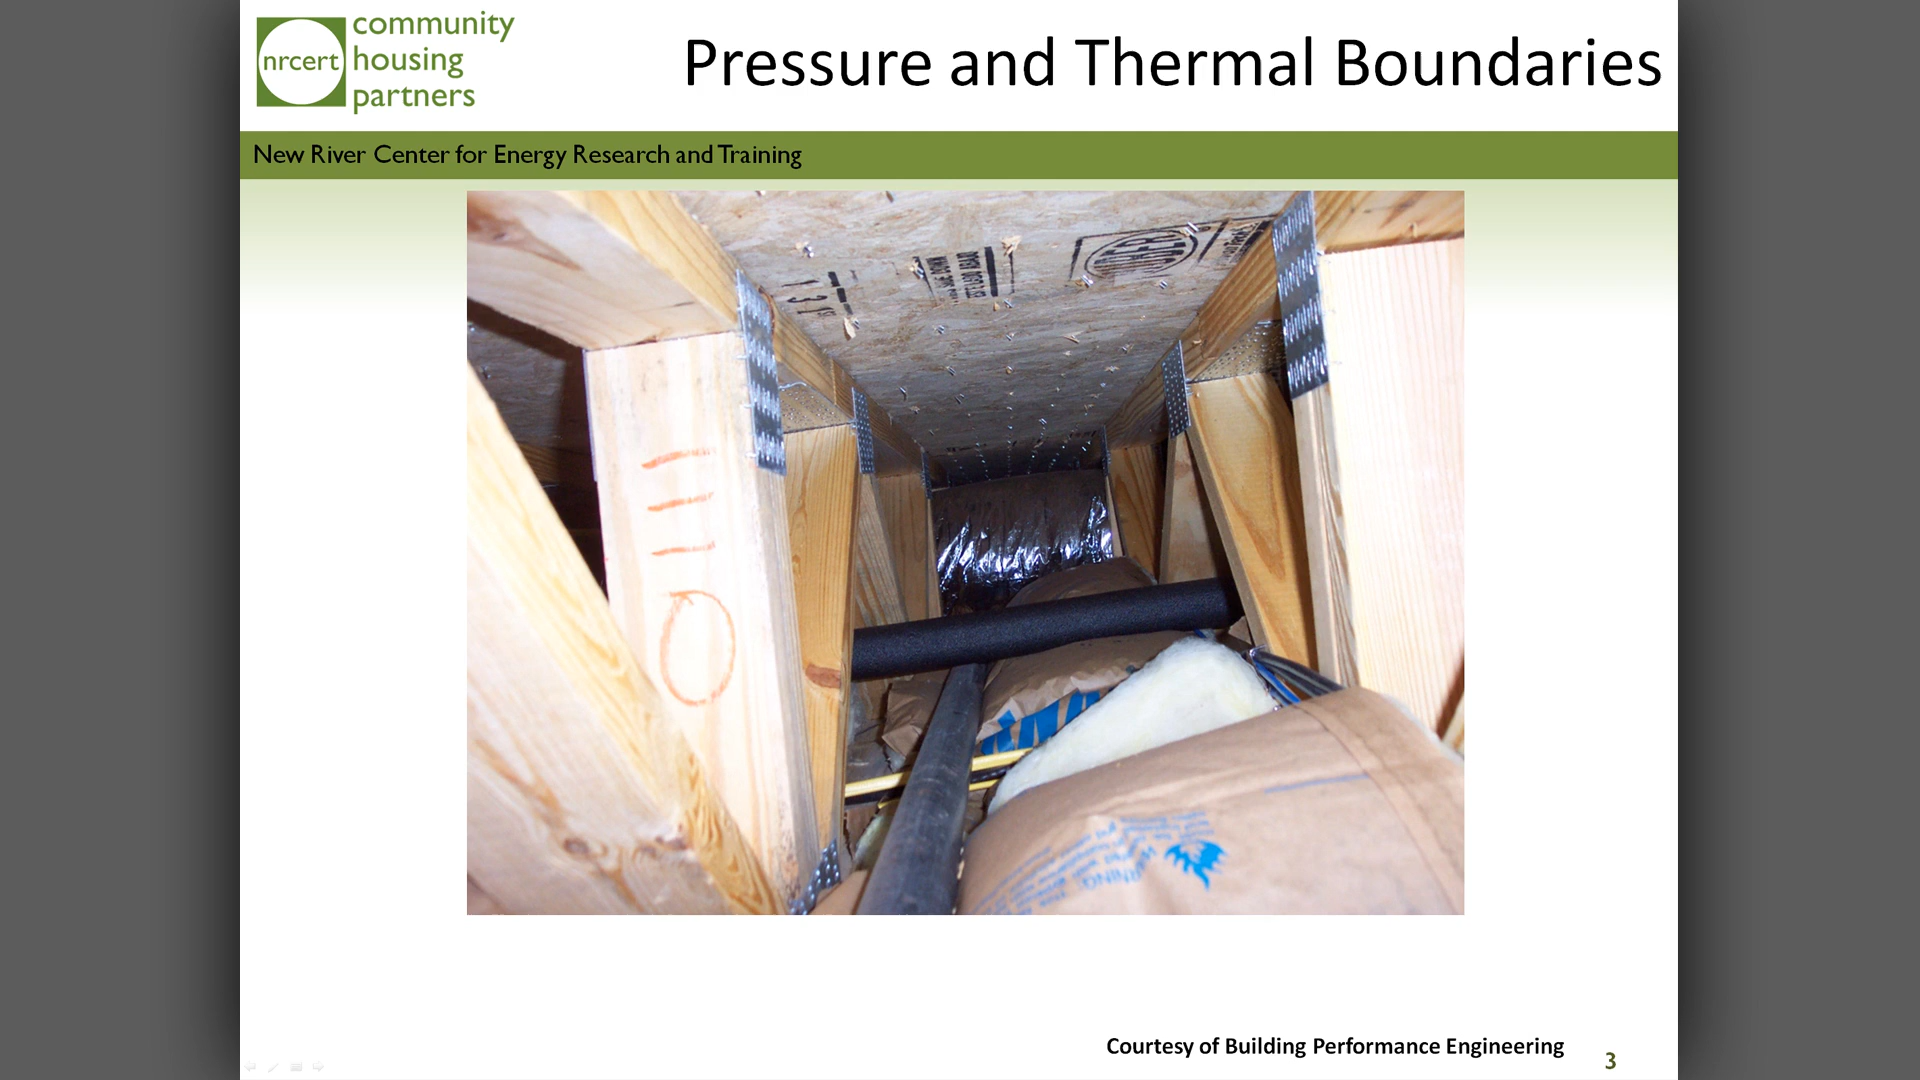 nrcert
community
housing
partners
Pressure and Thermal Boundaries
New River Center for Energy Research and Training
1110
Courtesy of Building Performance Engineering
3